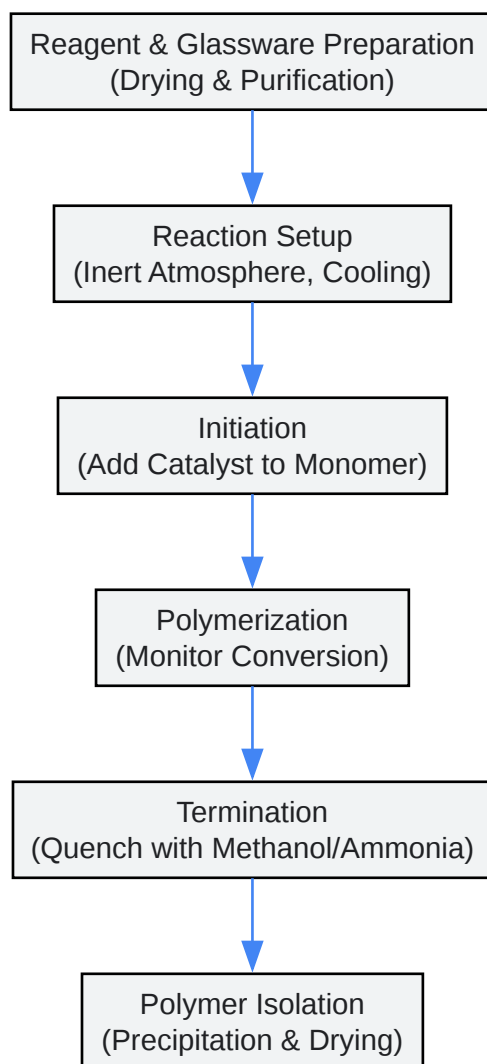 Reagent & Glassware Preparation
(Drying & Purification)
Reaction Setup
(Inert Atmosphere, Cooling)
Initiation
(Add Catalyst to Monomer)
Polymerization
(Monitor Conversion)
Termination
(Quench with Methanol/Ammonia)
Polymer Isolation
(Precipitation & Drying)